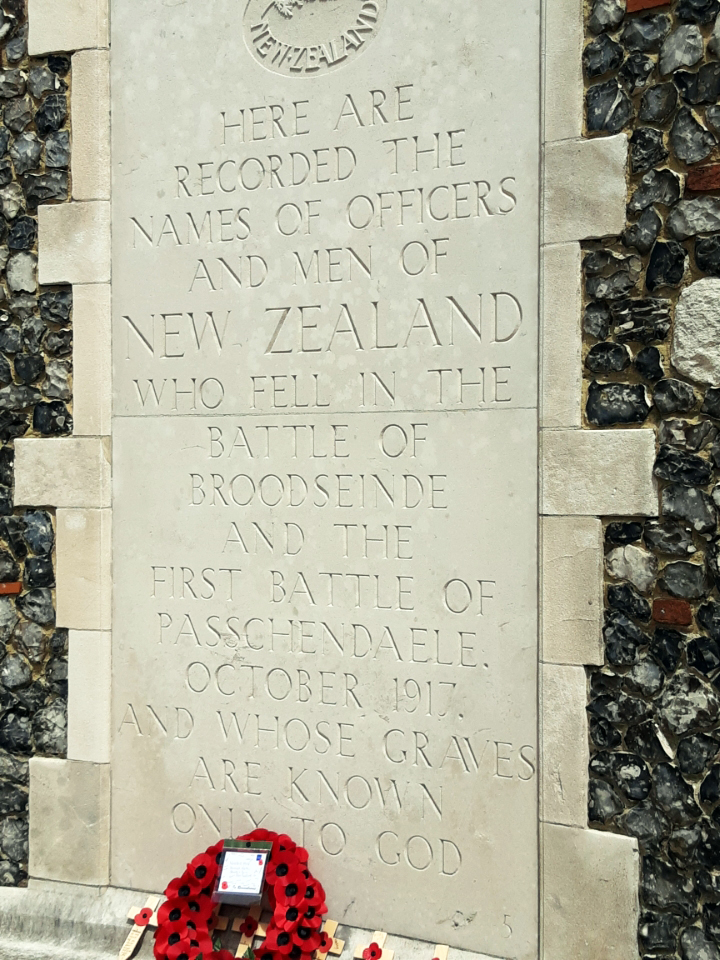 NEW·ZEALAND
HERE ARE
RECORDED THE
NAMES OF OFFICERS
AND MEN OF
NEW ZEALAND
WHO FELL IN THE
BATTLE OF
BROODSEINDE
AND THE
FIRST BATTLE OF
PASSCHENDAELE.
OCTOBER 1917.
AND WHOSE GRAVES
ARE KNOWN
ONLY TO GOD